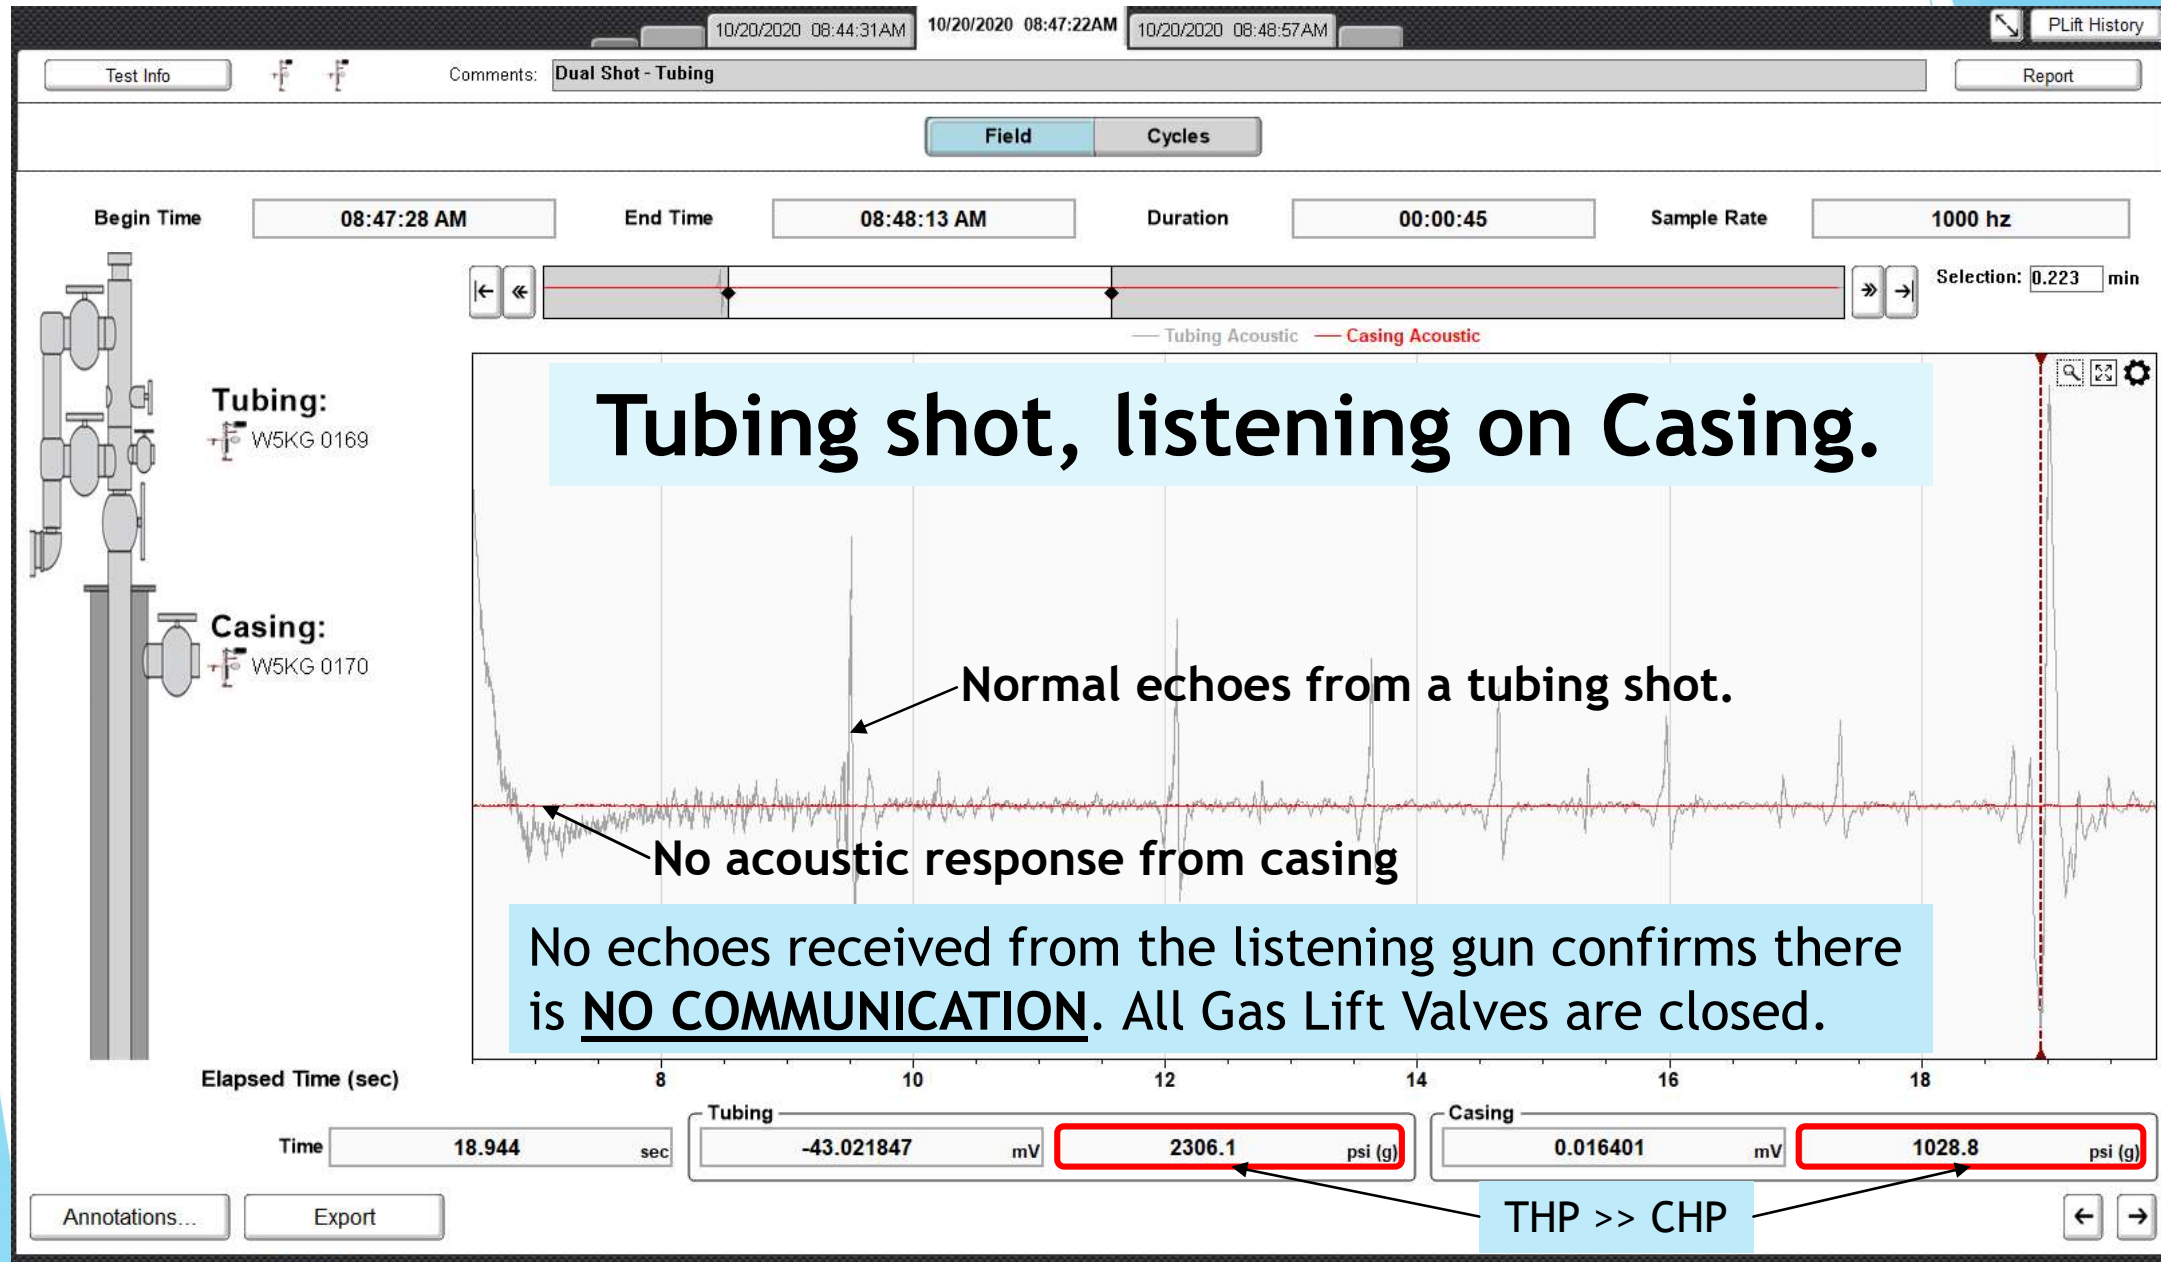 10/20/2020 08:44:31AM
10/20/2020 08:47:22AM
10/20/2020 08:48:57AM
PLift History
Test Info
Comments:
Dual Shot - Tubing
Report
Field
Cycles
Begin Time
08:47:28 AM
End Time
08:48:13 AM
Duration
00:00:45
Sample Rate
1000 hz
Selection: 0.223 min
Tubing Acoustic
Casing Acoustic
Tubing shot, listening on Casing.
Tubing:
W5KG 0169
Casing:
W5KG 0170
Normal echoes from a tubing shot.
No acoustic response from casing
No echoes received from the listening gun confirms there
is NO COMMUNICATION. All Gas Lift Valves are closed.
Elapsed Time (sec)
8
10
12
14
16
18
Tubing
Casing
Time
18.944 sec
-43.021847 mV
2306.1 psi (g)
0.016401 mV
1028.8 psi (g)
THP >> CHP
Annotations...
Export